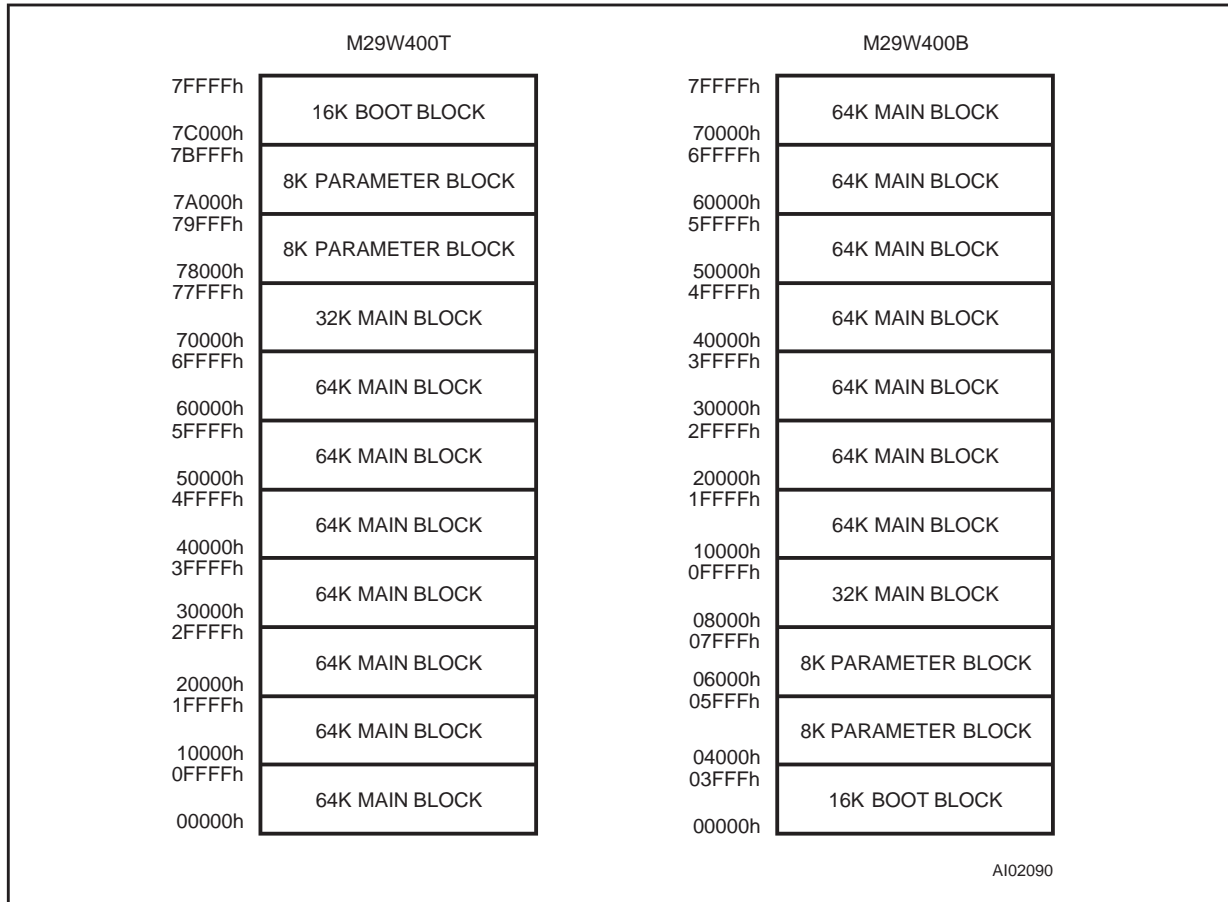 M29W400T
7FFFFh
16K BOOT BLOCK
7C000h
7BFFFh
8K PARAMETER BLOCK
7A000h
79FFFh
8K PARAMETER BLOCK
78000h
77FFFh
32K MAIN BLOCK
70000h
6FFFFh
64K MAIN BLOCK
60000h
5FFFFh
64K MAIN BLOCK
50000h
4FFFFh
64K MAIN BLOCK
40000h
3FFFFh
64K MAIN BLOCK
30000h
2FFFFh
64K MAIN BLOCK
20000h
1FFFFh
64K MAIN BLOCK
10000h
0FFFFh
64K MAIN BLOCK
00000h
M29W400B
7FFFFh
64K MAIN BLOCK
70000h
6FFFFh
64K MAIN BLOCK
60000h
5FFFFh
64K MAIN BLOCK
50000h
4FFFFh
64K MAIN BLOCK
40000h
3FFFFh
64K MAIN BLOCK
30000h
2FFFFh
64K MAIN BLOCK
20000h
1FFFFh
64K MAIN BLOCK
10000h
0FFFFh
32K MAIN BLOCK
08000h
07FFFh
8K PARAMETER BLOCK
06000h
05FFFh
8K PARAMETER BLOCK
04000h
03FFFh
16K BOOT BLOCK
00000h
AI02090